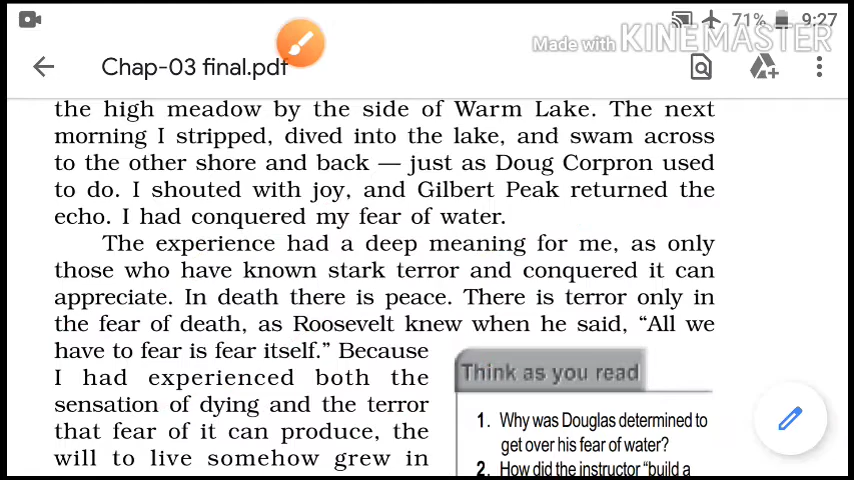 71% 9:27
Made with KINEMASTER
Chap-03 final.pdf
the high meadow by the side of Warm Lake. The next
morning I stripped, dived into the lake, and swam across
to the other shore and back — just as Doug Corpron used
to do. I shouted with joy, and Gilbert Peak returned the
echo. I had conquered my fear of water.
The experience had a deep meaning for me, as only
those who have known stark terror and conquered it can
appreciate. In death there is peace. There is terror only in
the fear of death, as Roosevelt knew when he said, “All we
have to fear is fear itself.” Because
I had experienced both the
sensation of dying and the terror
that fear of it can produce, the
will to live somehow grew in
Think as you read
1. Why was Douglas determined to
get over his fear of water?
2. How did the instructor “build a